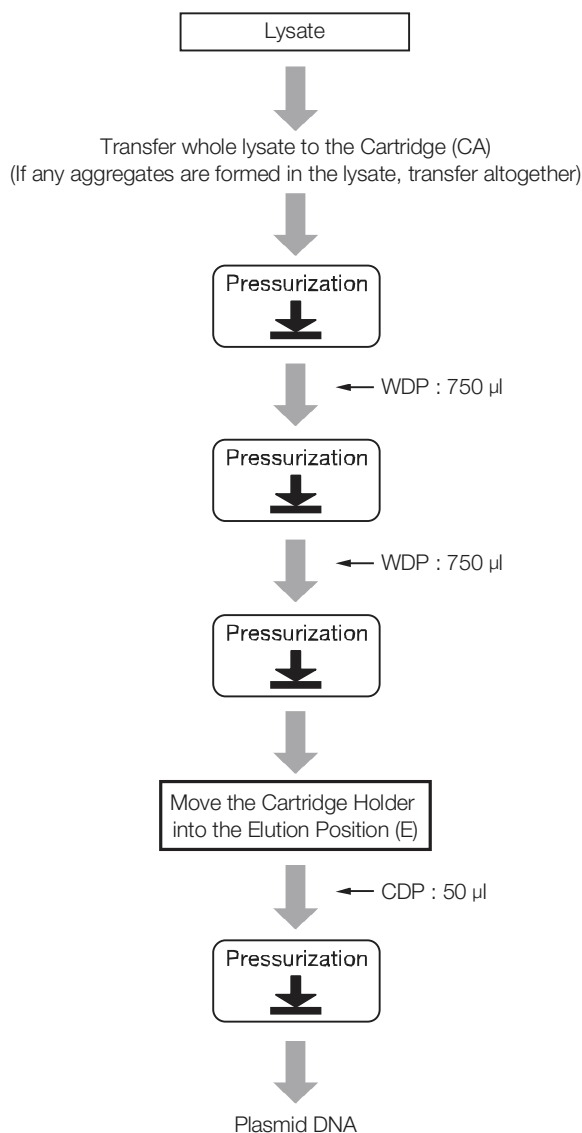 Lysate
Transfer whole lysate to the Cartridge (CA)
(If any aggregates are formed in the lysate, transfer altogether)
Pressurization
WDP : 750 µl
Pressurization
WDP : 750 µl
Pressurization
Move the Cartridge Holder
into the Elution Position (E)
CDP : 50 µl
Pressurization
Plasmid DNA